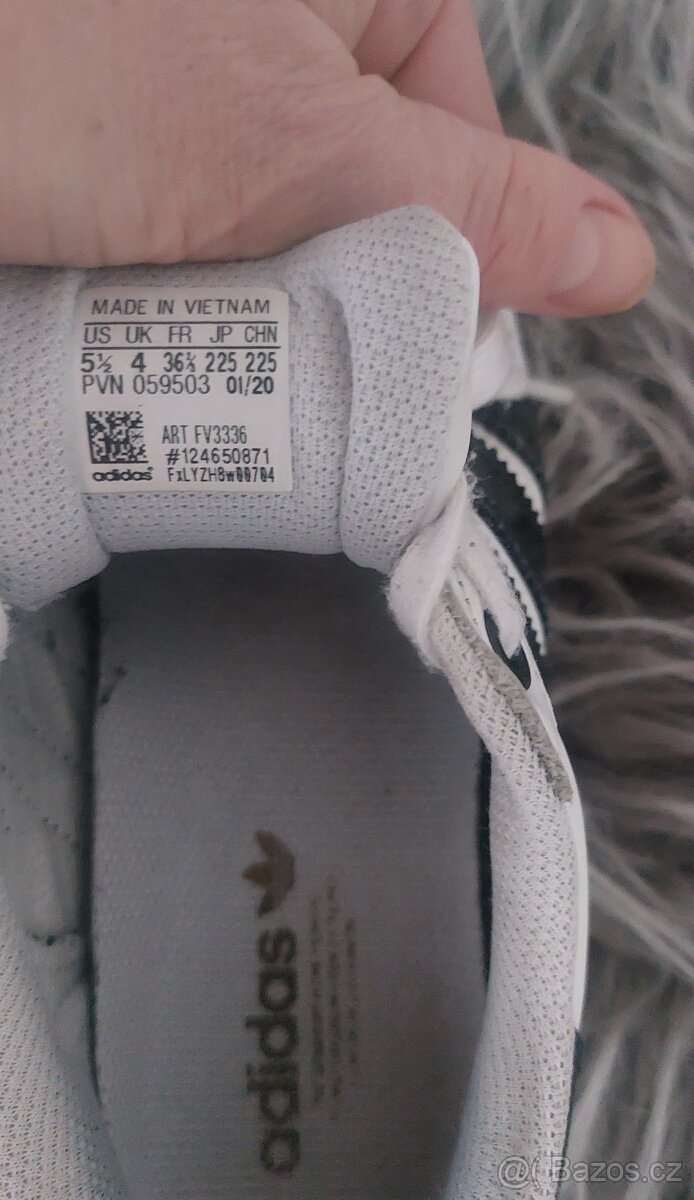 MADE IN VIETNAM
US UK FR JP CHN
5½ 4 36⅔ 225 225
PVN 059503 01/20
ART FV3336
#124650871
adidas® FxLYZHBw00704
adidas
Bazos.cz